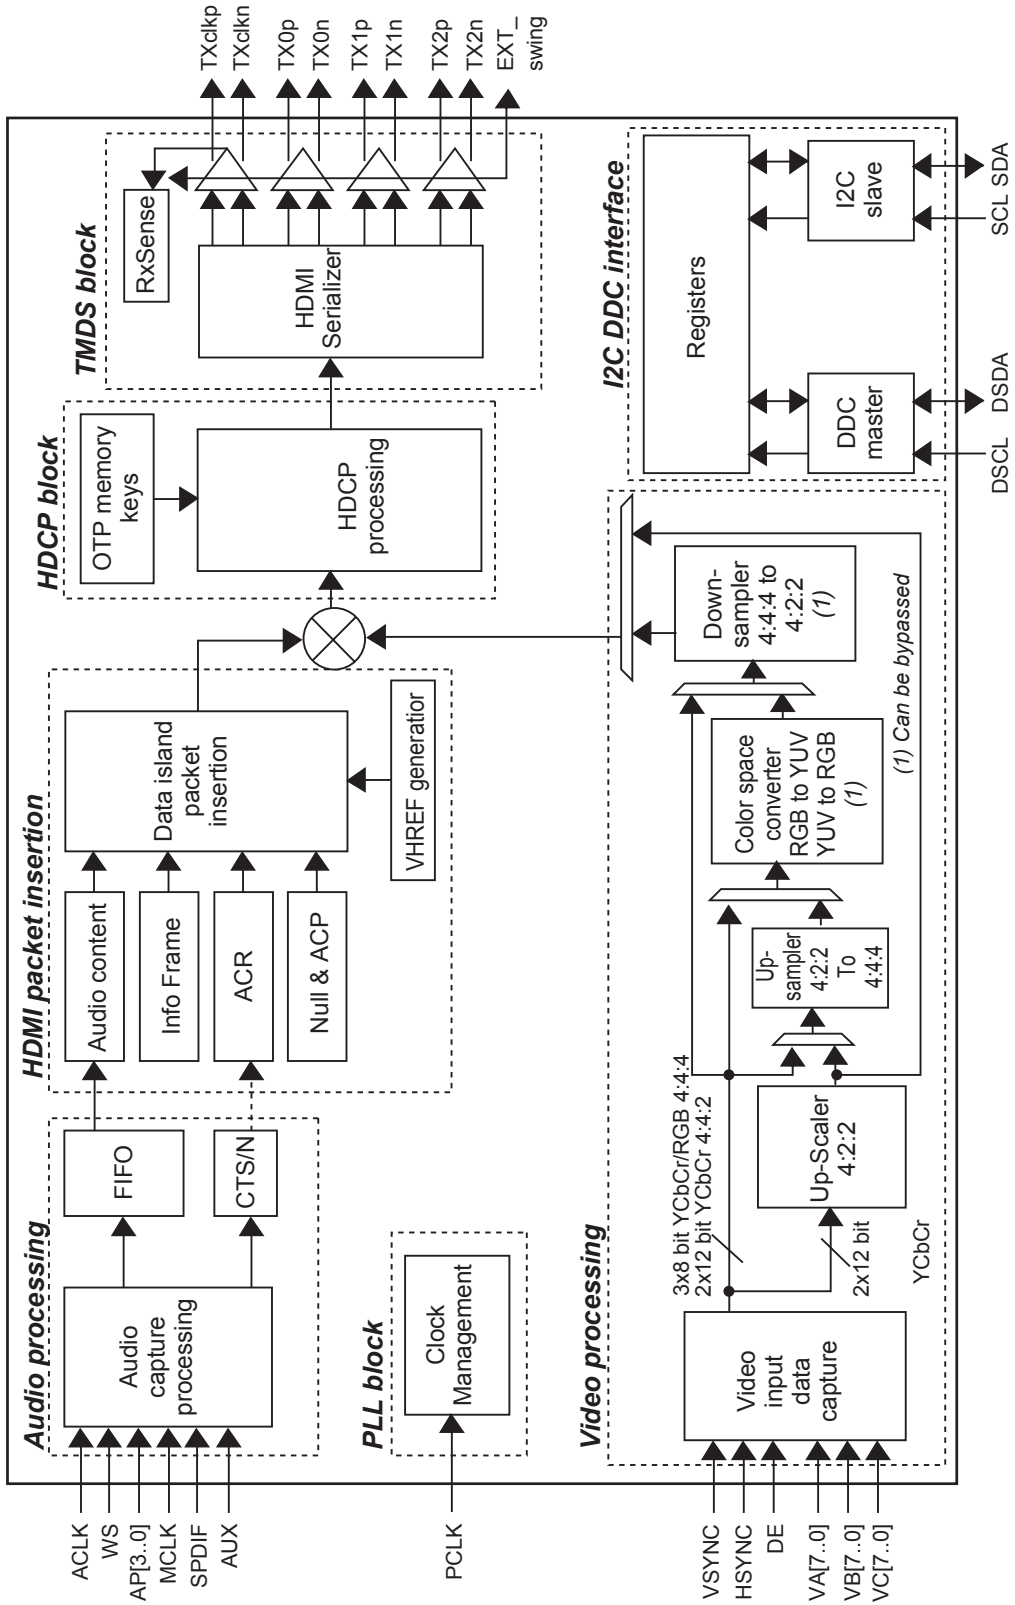 Audio processing
ACLK
WS
AP[3..0]
MCLK
SPDIF
AUX
Audio
capture
processing
FIFO
CTS/N
HDMI packet insertion
Audio content
Info Frame
ACR
Null & ACP
Data island
packet
insertion
VHREF generatior
HDCP block
OTP memory
keys
HDCP
processing
TMDS block
RxSense
HDMI
Serializer
TXclkp
TXclkn
TX0p
TX0n
TX1p
TX1n
TX2p
TX2n
EXT_
swing
PLL block
PCLK
Clock
Management
Video processing
VSYNC
HSYNC
DE
VA[7..0]
VB[7..0]
VC[7..0]
Video
input
data
capture
3x8 bit YCbCr/RGB 4:4:4
2x12 bit YCbCr 4:4:2
2x12 bit
YCbCr
Up-Scaler
4:2:2
Up-
sampler
4:2:2
To
4:4:4
Color space
converter
RGB to YUV
YUV to RGB
(1)
Down-
sampler
4:4:4 to
4:2:2
(1)
(1) Can be bypassed
I2C DDC interface
Registers
DDC
master
I2C
slave
DSCL
DSDA
SCL
SDA